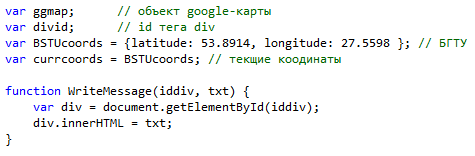 var ggmap;      // объект google-карты
var divid;      // id тега div
var BSTUcoords = {latitude: 53.8914, longitude: 27.5598 }; // БГТУ
var currcoords = BSTUcoords; // текщие коодинаты

function WriteMessage(iddiv, txt) {
    var div = document.getElementById(iddiv);
    div.innerHTML = txt;
}